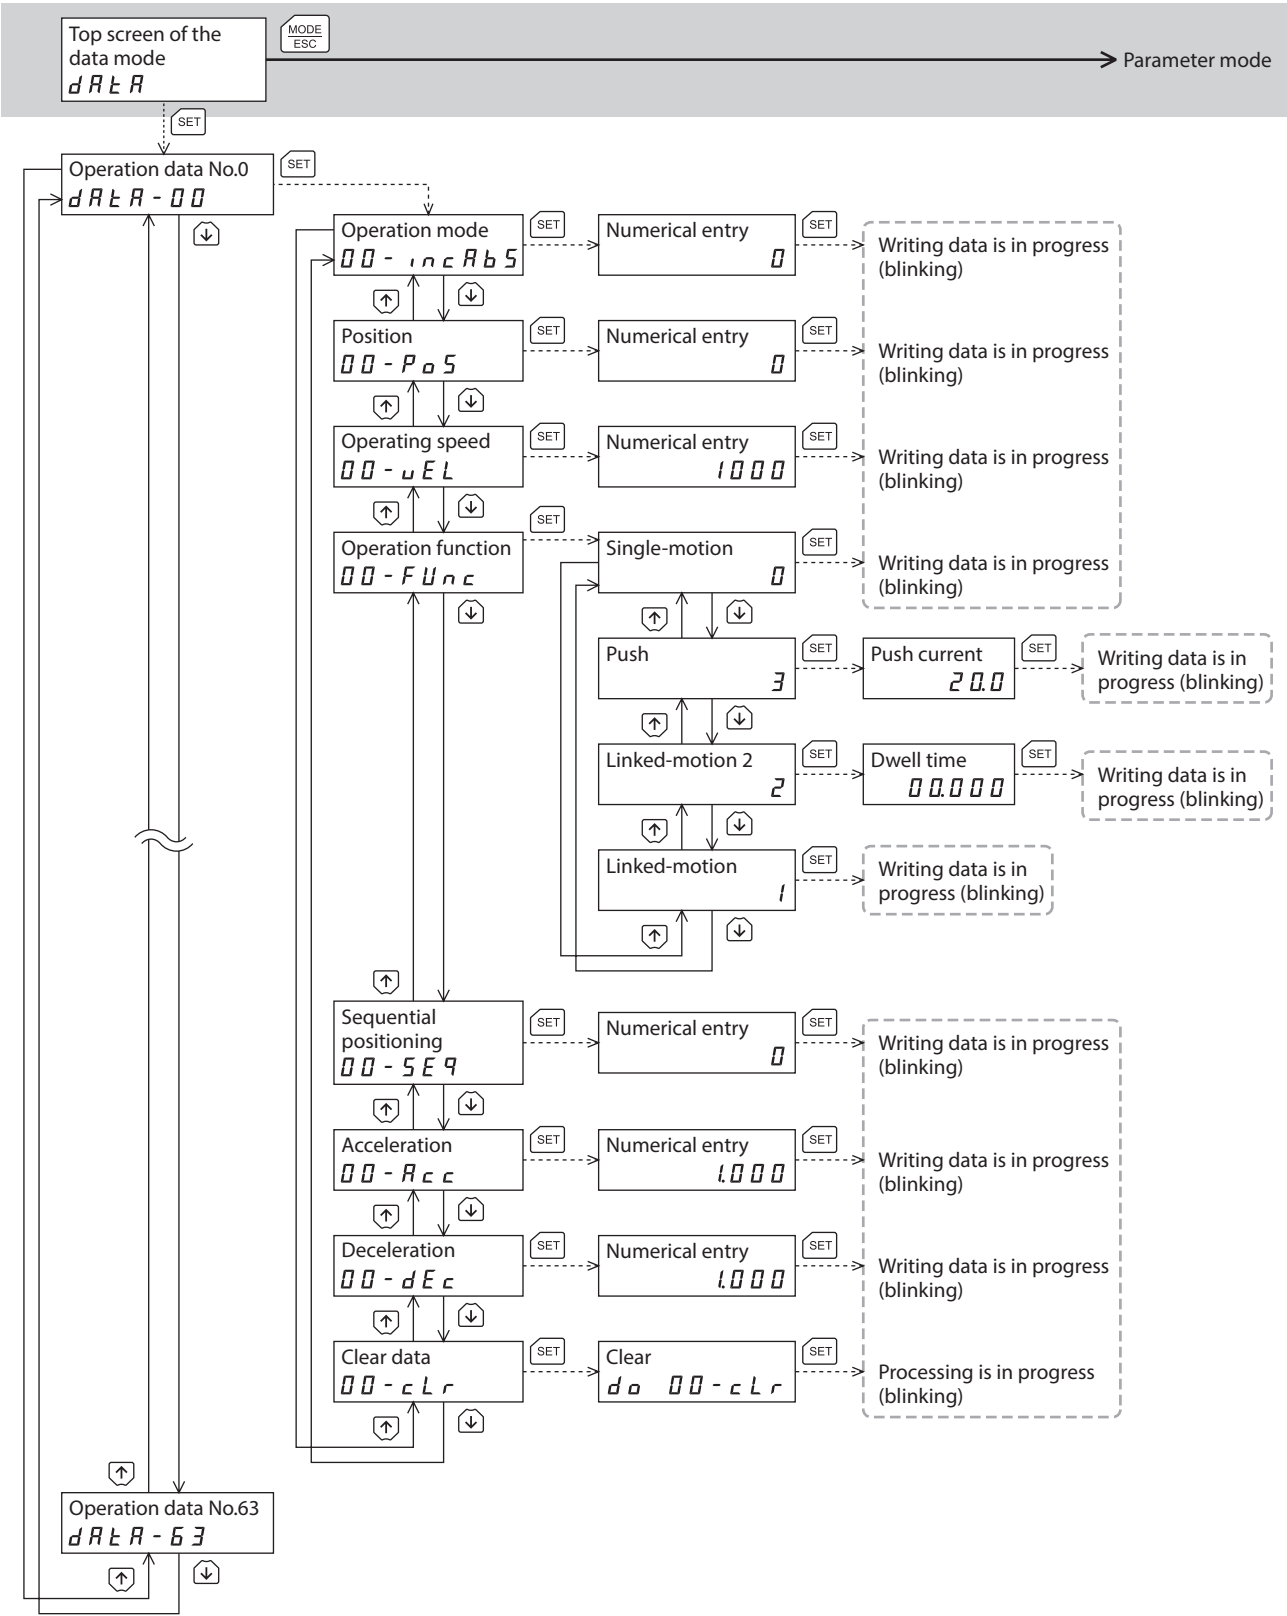 Top screen of the
data mode
dAtA
MODE
ESC
Parameter mode
SET
Operation data No.0
dAtA-00
SET
Operation mode
00-incAbS
SET
Numerical entry
0
SET
Writing data is in progress
(blinking)
Position
00-PoS
SET
Numerical entry
0
SET
Writing data is in progress
(blinking)
Operating speed
00-vEL
SET
Numerical entry
1000
SET
Writing data is in progress
(blinking)
Operation function
00-FUnc
SET
Single-motion
0
SET
Writing data is in progress
(blinking)
Push
3
SET
Push current
20.0
SET
Writing data is in
progress (blinking)
Linked-motion 2
2
SET
Dwell time
00.000
SET
Writing data is in
progress (blinking)
Linked-motion
1
SET
Writing data is in
progress (blinking)
Sequential
positioning
00-SEq
SET
Numerical entry
0
SET
Writing data is in progress
(blinking)
Acceleration
00-Acc
SET
Numerical entry
1.000
SET
Writing data is in progress
(blinking)
Deceleration
00-dEc
SET
Numerical entry
1.000
SET
Writing data is in progress
(blinking)
Clear data
00-cLr
SET
Clear
do 00-cLr
SET
Processing is in progress
(blinking)
Operation data No.63
dAtA-63